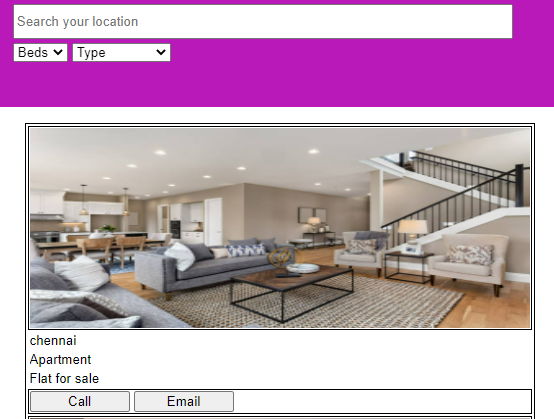 Search your location
Beds Type
chennai
Apartment
Flat for sale
Call Email